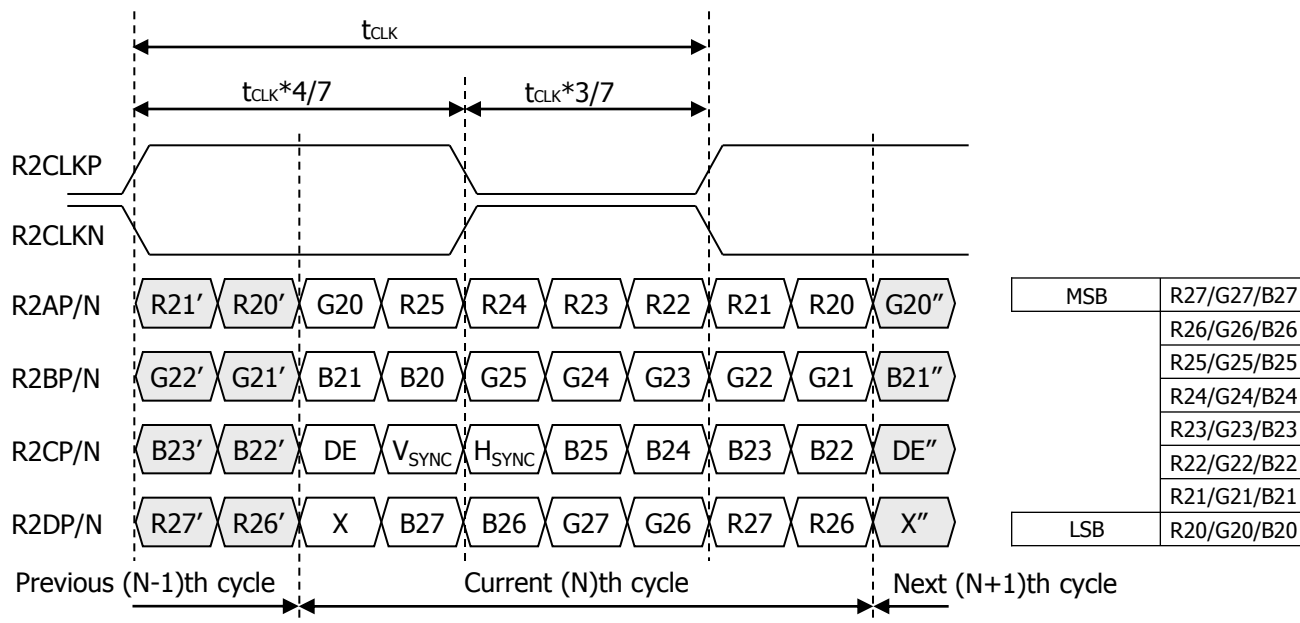 tCLK
tCLK*4/7 tCLK*3/7
R2CLKP
R2CLKN
R2AP/N R21′ R20′ G20 R25 R24 R23 R22 R21 R20 G20″
R2BP/N G22′ G21′ B21 B20 G25 G24 G23 G22 G21 B21″
R2CP/N B23′ B22′ DE VSYNC HSYNC B25 B24 B23 B22 DE″
R2DP/N R27′ R26′ X B27 B26 G27 G26 R27 R26 X″
Previous (N-1)th cycle Current (N)th cycle Next (N+1)th cycle
MSB R27/G27/B27
R26/G26/B26
R25/G25/B25
R24/G24/B24
R23/G23/B23
R22/G22/B22
R21/G21/B21
LSB R20/G20/B20